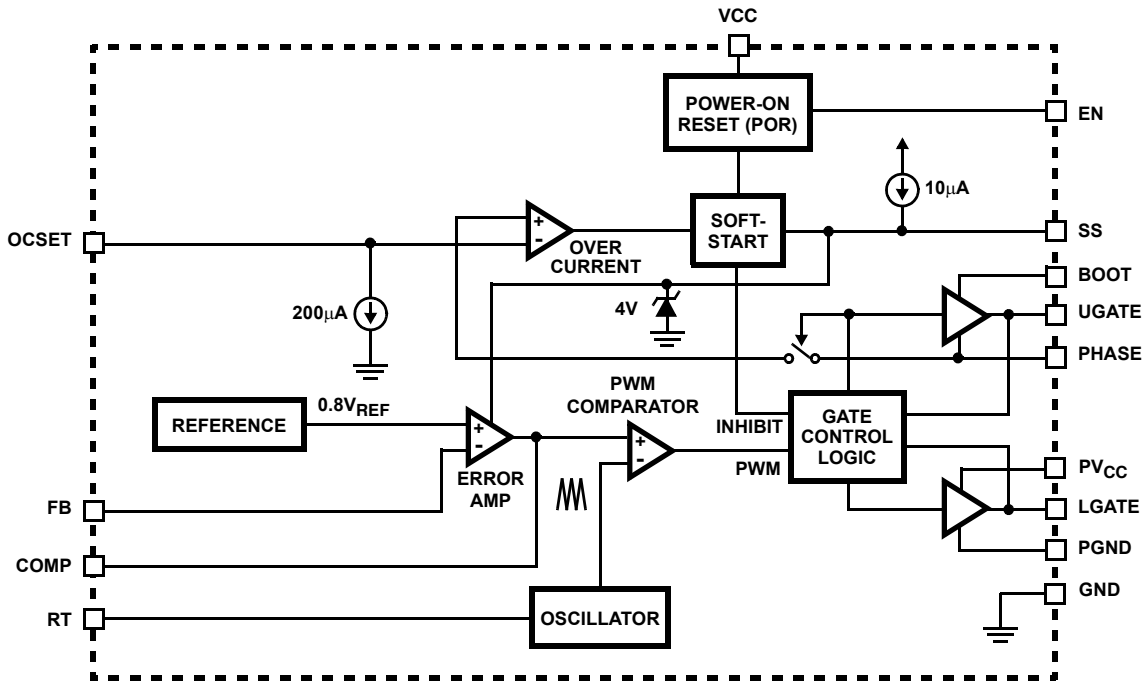 VCC
POWER-ON
RESET (POR)
EN
10µA
OCSET
+
-
OVER
CURRENT
SOFT-
START
SS
200µA
4V
BOOT
UGATE
PHASE
REFERENCE
0.8VREF
+
-
ERROR
AMP
PWM
COMPARATOR
+
-
INHIBIT
PWM
GATE
CONTROL
LOGIC
PVCC
LGATE
PGND
FB
COMP
RT
OSCILLATOR
GND